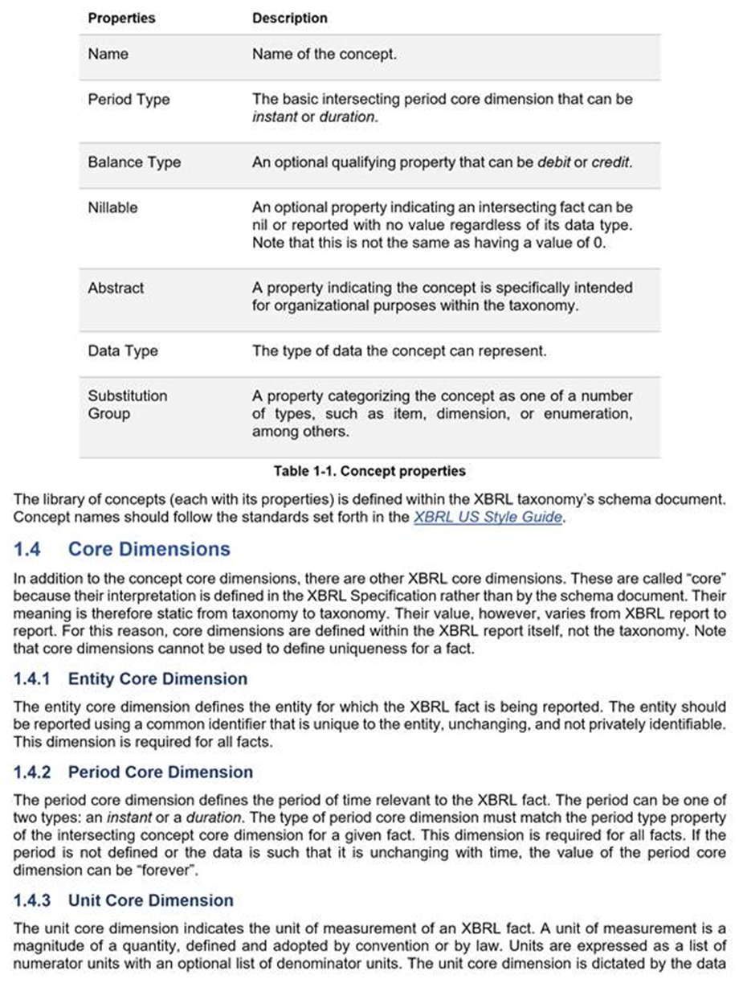 Properties Description
Name Name of the concept.
Period Type The basic intersecting period core dimension that can be
instant or duration.
Balance Type An optional qualifying property that can be debit or credit.
Nillable An optional property indicating an intersecting fact can be
nil or reported with no value regardless of its data type.
Note that this is not the same as having a value of 0.
Abstract A property indicating the concept is specifically intended
for organizational purposes within the taxonomy.
Data Type The type of data the concept can represent.
Substitution A property categorizing the concept as one of a number
Group of types, such as item, dimension, or enumeration,
among others.
Table 1-1. Concept properties
The library of concepts (each with its properties) is defined within the XBRL taxonomy's schema document.
Concept names should follow the standards set forth in the XBRL US Style Guide.
1.4 Core Dimensions
In addition to the concept core dimensions, there are other XBRL core dimensions. These are called “core”
because their interpretation is defined in the XBRL Specification rather than by the schema document. Their
meaning is therefore static from taxonomy to taxonomy. Their value, however, varies from XBRL report to
report. For this reason, core dimensions are defined within the XBRL report itself, not the taxonomy. Note
that core dimensions cannot be used to define uniqueness for a fact.
1.4.1 Entity Core Dimension
The entity core dimension defines the entity for which the XBRL fact is being reported. The entity should
be reported using a common identifier that is unique to the entity, unchanging, and not privately identifiable.
This dimension is required for all facts.
1.4.2 Period Core Dimension
The period core dimension defines the period of time relevant to the XBRL fact. The period can be one of
two types: an instant or a duration. The type of period core dimension must match the period type property
of the intersecting concept core dimension for a given fact. This dimension is required for all facts. If the
period is not defined or the data is such that it is unchanging with time, the value of the period core
dimension can be “forever”.
1.4.3 Unit Core Dimension
The unit core dimension indicates the unit of measurement of an XBRL fact. A unit of measurement is a
magnitude of a quantity, defined and adopted by convention or by law. Units are expressed as a list of
numerator units with an optional list of denominator units. The unit core dimension is dictated by the data